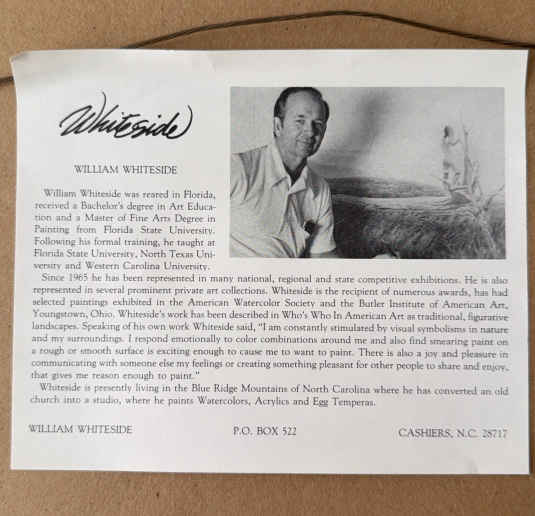 Whiteside
WILLIAM WHITESIDE
William Whiteside was reared in Florida,
received a Bachelor's degree in Art Educa-
tion and a Master of Fine Arts Degree in
Painting from Florida State University.
Following his formal training, he taught at
Florida State University, North Texas Uni-
versity and Western Carolina University.
Since 1965 he has been represented in many national, regional and state competitive exhibitions. He is also
represented in several prominent private art collections. Whiteside is the recipient of numerous awards, has had
selected paintings exhibited in the American Watercolor Society and the Butler Institute of American Art,
Youngstown, Ohio. Whiteside's work has been described in Who's Who In American Art as traditional, figurative
landscapes. Speaking of his own work Whiteside said, "I am constantly stimulated by visual symbolisms in nature
and my surroundings. I respond emotionally to color combinations around me and also find smearing paint on
a rough or smooth surface is exciting enough to cause me to want to paint. There is also a joy and pleasure in
communicating with someone else my feelings or creating something pleasant for other people to share and enjoy,
that gives me reason enough to paint."
Whiteside is presently living in the Blue Ridge Mountains of North Carolina where he has converted an old
church into a studio, where he paints Watercolors, Acrylics and Egg Temperas.
WILLIAM WHITESIDE P.O. BOX 522 CASHIERS, N.C. 28717